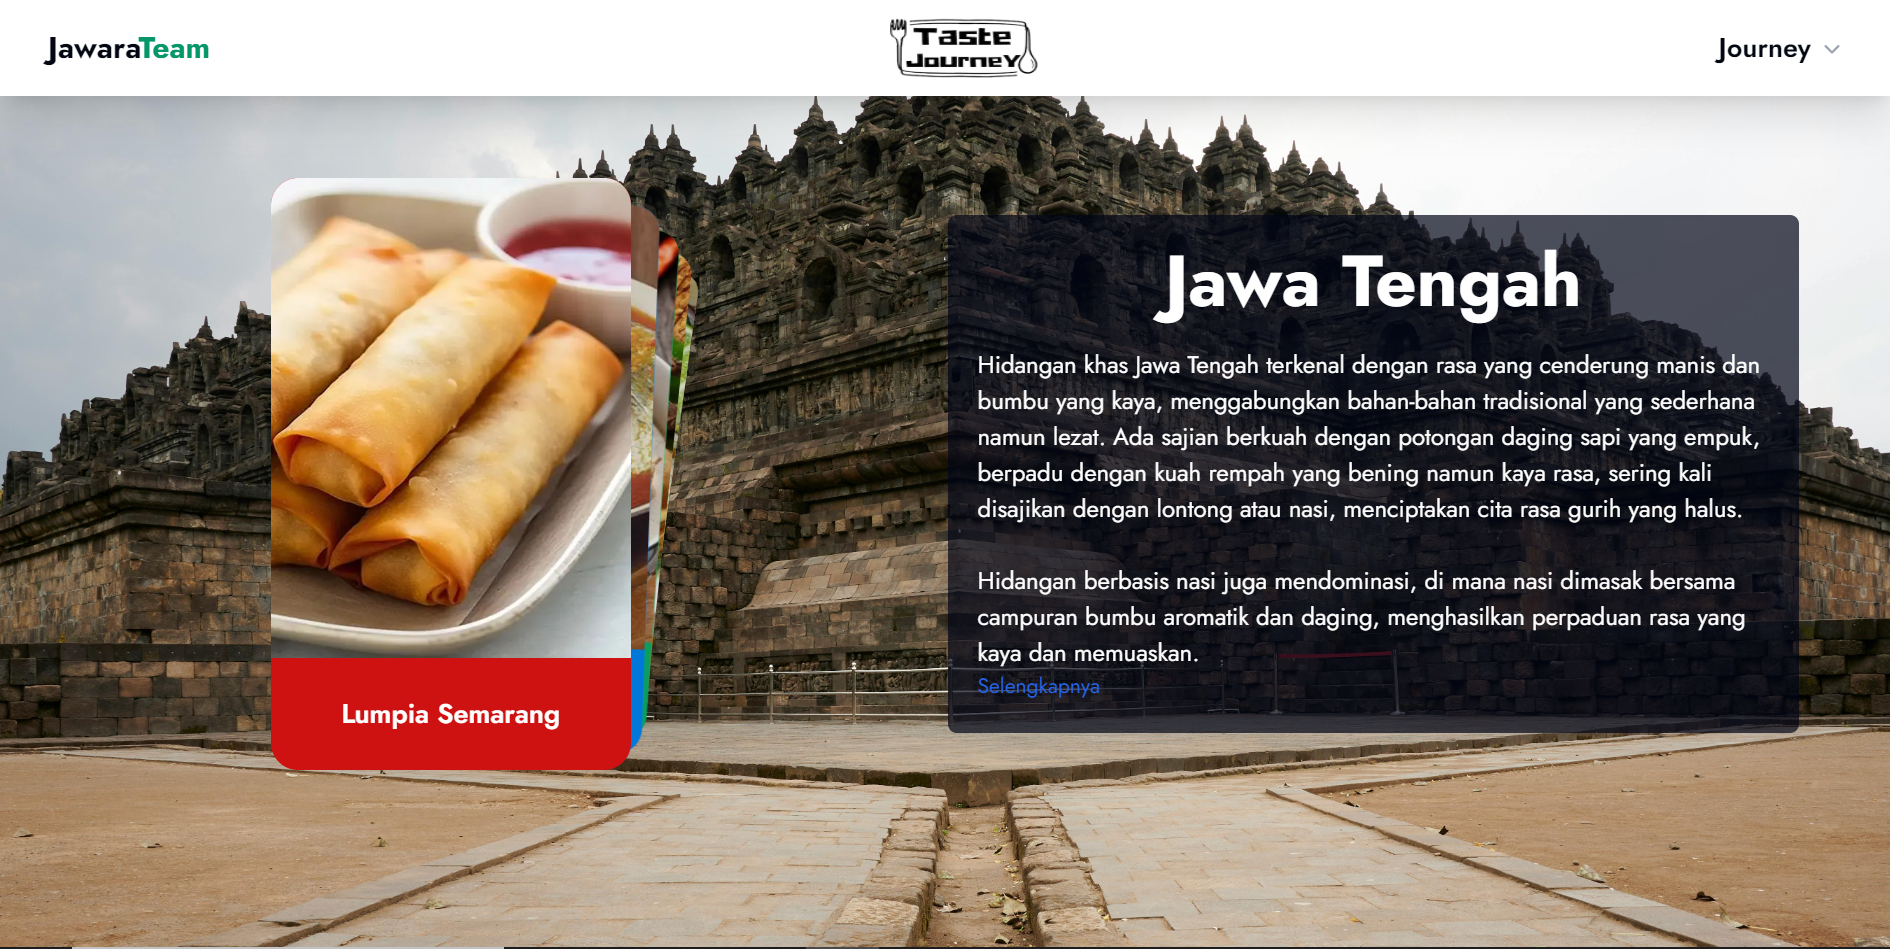 JawaraTeam
Taste
Journey
Journey
Lumpia Semarang
Jawa Tengah
Hidangan khas Jawa Tengah terkenal dengan rasa yang cenderung manis dan
bumbu yang kaya, menggabungkan bahan-bahan tradisional yang sederhana
namun lezat. Ada sajian berkuah dengan potongan daging sapi yang empuk,
berpadu dengan kuah rempah yang bening namun kaya rasa, sering kali
disajikan dengan lontong atau nasi, menciptakan cita rasa gurih yang halus.
Hidangan berbasis nasi juga mendominasi, di mana nasi dimasak bersama
campuran bumbu aromatik dan daging, menghasilkan perpaduan rasa yang
kaya dan memuaskan.
Selengkapnya